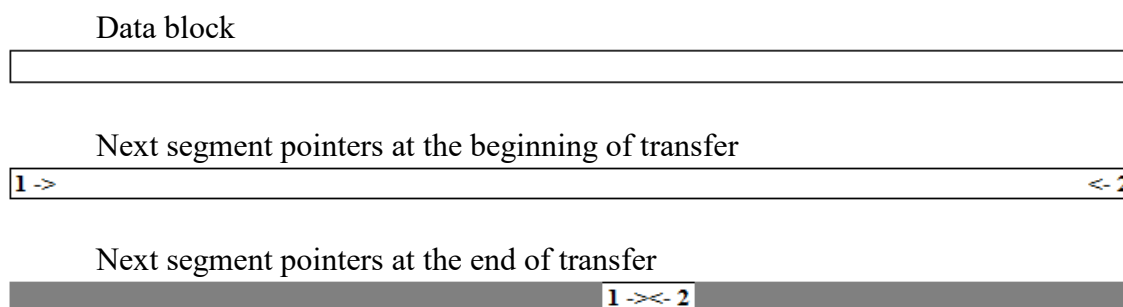 Data block
Next segment pointers at the beginning of transfer
1 -> <- 2
Next segment pointers at the end of transfer
1 -><- 2